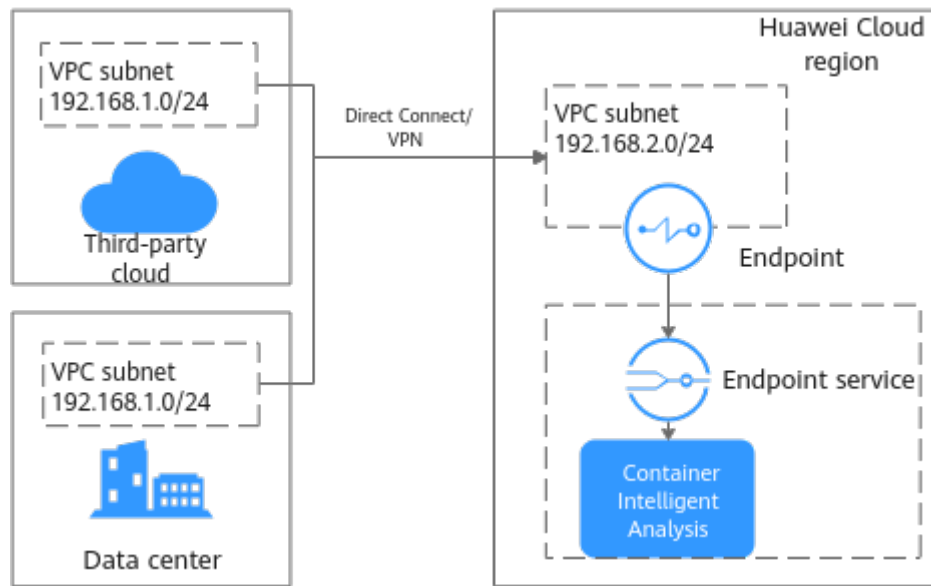 VPC subnet
192.168.1.0/24
Third-party
cloud
VPC subnet
192.168.1.0/24
Data center
Direct Connect/
VPN
Huawei Cloud
region
VPC subnet
192.168.2.0/24
Endpoint
Endpoint service
Container
Intelligent
Analysis